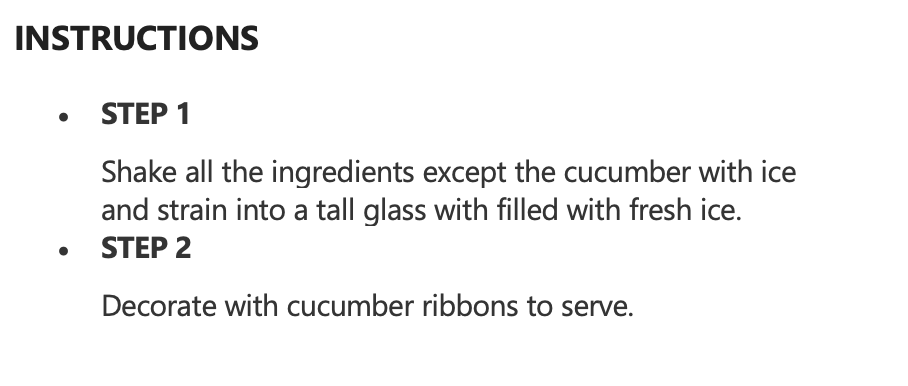 INSTRUCTIONS
• STEP 1
Shake all the ingredients except the cucumber with ice
and strain into a tall glass with filled with fresh ice.
• STEP 2
Decorate with cucumber ribbons to serve.